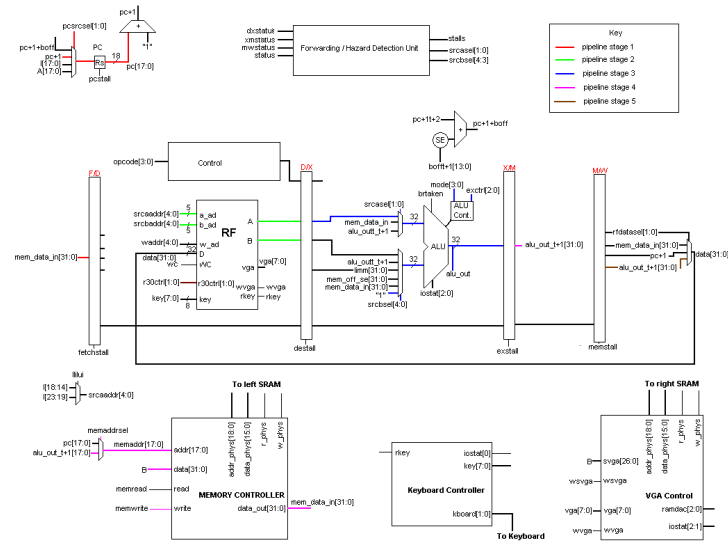 pc+1
+
pcsrcsel[1:0]
"1"
pc+1+boff
pc+1
I[17:0]
A[17:0]
PC
Rs
18
pc[17:0]
pcstall
dxstatus
xmstatus
mwstatus
status
Forwarding / Hazard Detection Unit
stalls
srcasel[1:0]
srcbsel[4:3]
Key
pipeline stage 1
pipeline stage 2
pipeline stage 3
pipeline stage 4
pipeline stage 5
pc+1t+2
SE
+
pc+1+boff
bofft+1[13:0]
opcode[3:0]
Control
F/D
D/X
X/M
M/W
mem_data_in[31:0]
fetchstall
srcaaddr[4:0]
5
a_ad
srcbaddr[4:0]
5
b_ad
RF
A
B
waddr[4:0]
w_ad
data[31:0]
32
D
wc
WC
vga
vga[7:0]
r30ctrl[1:0]
r30ctrl[1:0]
wvga
wvga
key[7:0]
8
key
rkey
rkey
destall
srcasel[1:0]
mem_data_in
alu_outt_t+1
32
brtaken
mode[3:0]
exctrl[2:0]
ALU
Cont.
ALU
32
alu_out
iostat[2:0]
alu_outt_t+1
limm[31:0]
mem_off_se[31:0]
mem_data_in[31:0]
"1"
32
srcbsel[4:0]
alu_out_t+1[31:0]
exstall
memstall
rfdatasel[1:0]
mem_data_in[31:0]
pc+1
alu_out_t+1[31:0]
data[31:0]
llilui
I[18:14]
I[23:19]
srcaaddr[4:0]
memaddrsel
pc[17:0]
alu_out_t+1[17:0]
memaddr[17:0]
To left SRAM
addr_phys[18:0]
data_phys[15:0]
r_phys
w_phys
addr[17:0]
B
data[31:0]
memread
read
MEMORY CONTROLLER
memwrite
write
data_out[31:0]
mem_data_in[31:0]
rkey
iostat[0]
key[7:0]
Keyboard Controller
kboard[1:0]
To Keyboard
To right SRAM
addr_phys[18:0]
data_phys[15:0]
r_phys
w_phys
B
svga[26:0]
wsvga
wsvga
VGA Control
vga[7:0]
vga[7:0]
ramdac[2:0]
wvga
wvga
iostat[2:1]